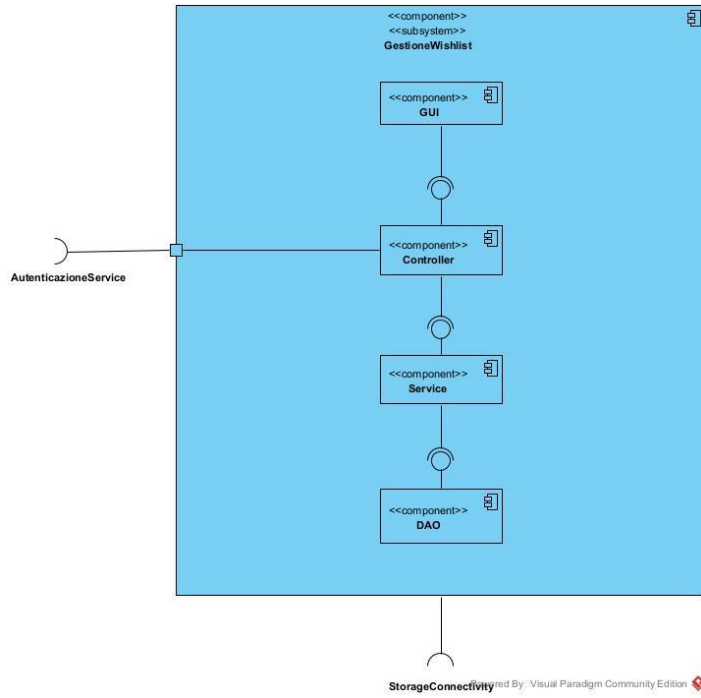 <<component>>
<<subsystem>>
GestioneWishlist
<<component>>
GUI
<<component>>
Controller
AutenticazioneService
<<component>>
Service
<<component>>
DAO
StorageConnectivity
Powered By: Visual Paradigm Community Edition